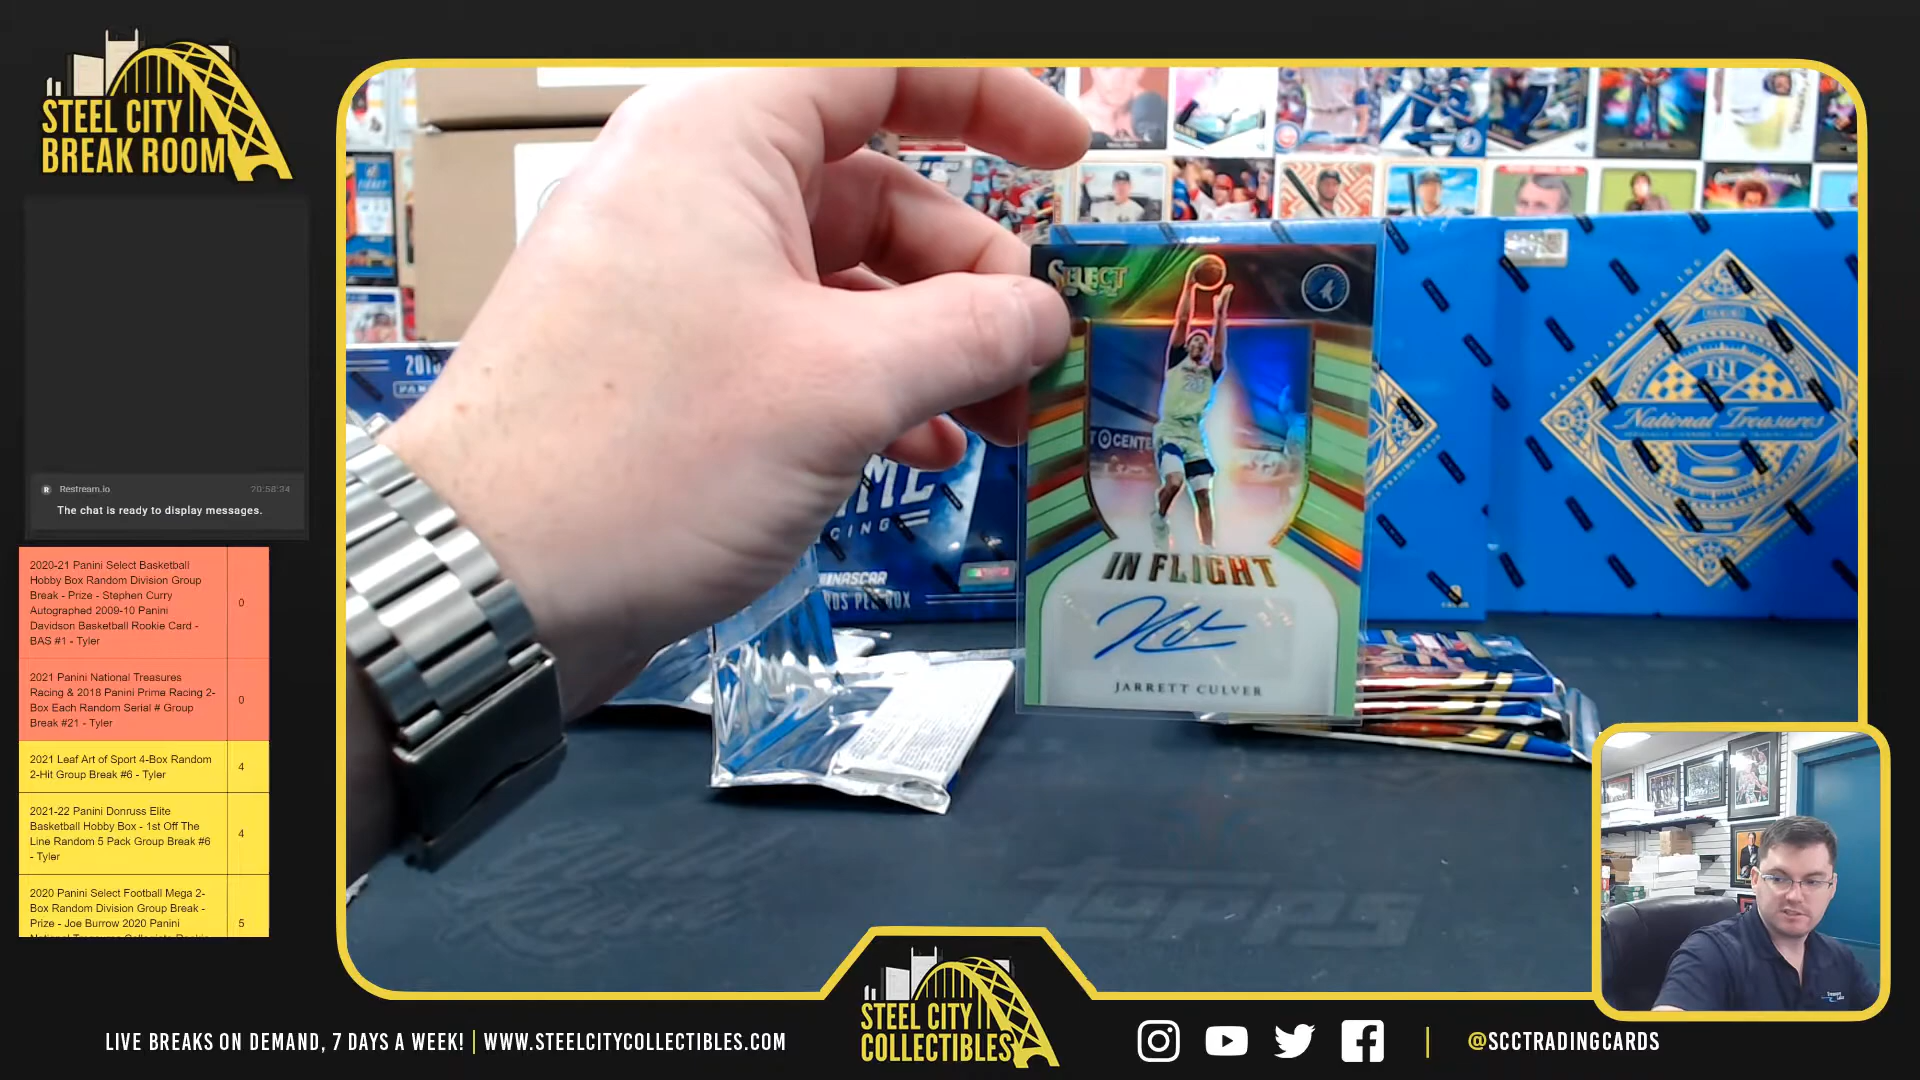 STEEL CITY
BREAK ROOM
Restream.io
20:58:34
The chat is ready to display messages.
2020-21 Panini Select Basketball
Hobby Box Random Division Group
Break - Prize - Stephen Curry
Autographed 2009-10 Panini
Davidson Basketball Rookie Card -
BAS #1 - Tyler
0
2021 Panini National Treasures
Racing & 2018 Panini Prime Racing 2-
Box Each Random Serial # Group
Break #21 - Tyler
0
2021 Leaf Art of Sport 4-Box Random
2-Hit Group Break #6 - Tyler
4
2021-22 Panini Donruss Elite
Basketball Hobby Box - 1st Off The
Line Random 5 Pack Group Break #6
- Tyler
4
2020 Panini Select Football Mega 2-
Box Random Division Group Break -
Prize - Joe Burrow 2020 Panini
5
SELECT
IN FLIGHT
JARRETT CULVER
PANINI AMERICA, INC
National Treasures
NASCAR
TOPPS
STEEL CITY
COLLECTIBLES
LIVE BREAKS ON DEMAND, 7 DAYS A WEEK! | WWW.STEELCITYCOLLECTIBLES.COM
@SCCTRADINGCARDS